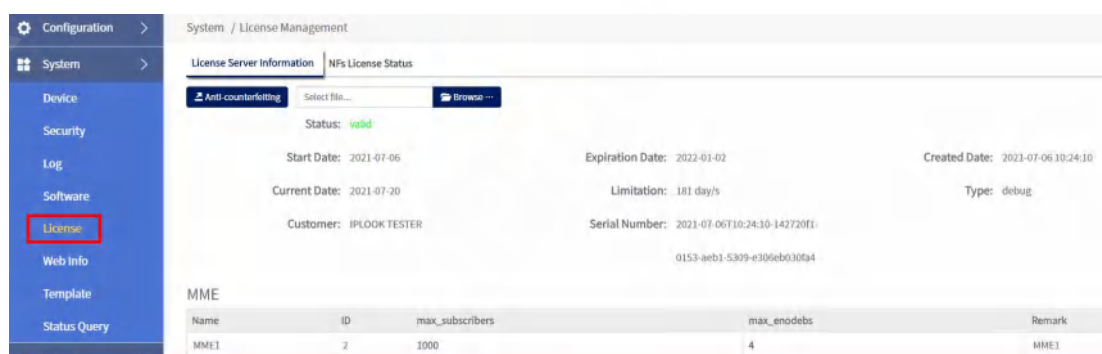 Configuration >
System / License Management
System >
License Server Information NFs License Status
Device
Anti-counterfeiting Select file... Browse ...
Security
Status: valid
Log
Start Date: 2021-07-06 Expiration Date: 2022-01-02 Created Date: 2021-07-06 10:24:10
Software
Current Date: 2021-07-20 Limitation: 181 day/s Type: debug
License
Customer: IPLOOK TESTER Serial Number: 2021-07-06T10:24:10-142720f1-
0153-aeb1-5309-e306eb030fa4
Web Info
Template
MME
Status Query
Name ID max_subscribers max_enodebs Remark
MME1 2 1000 4 MME1